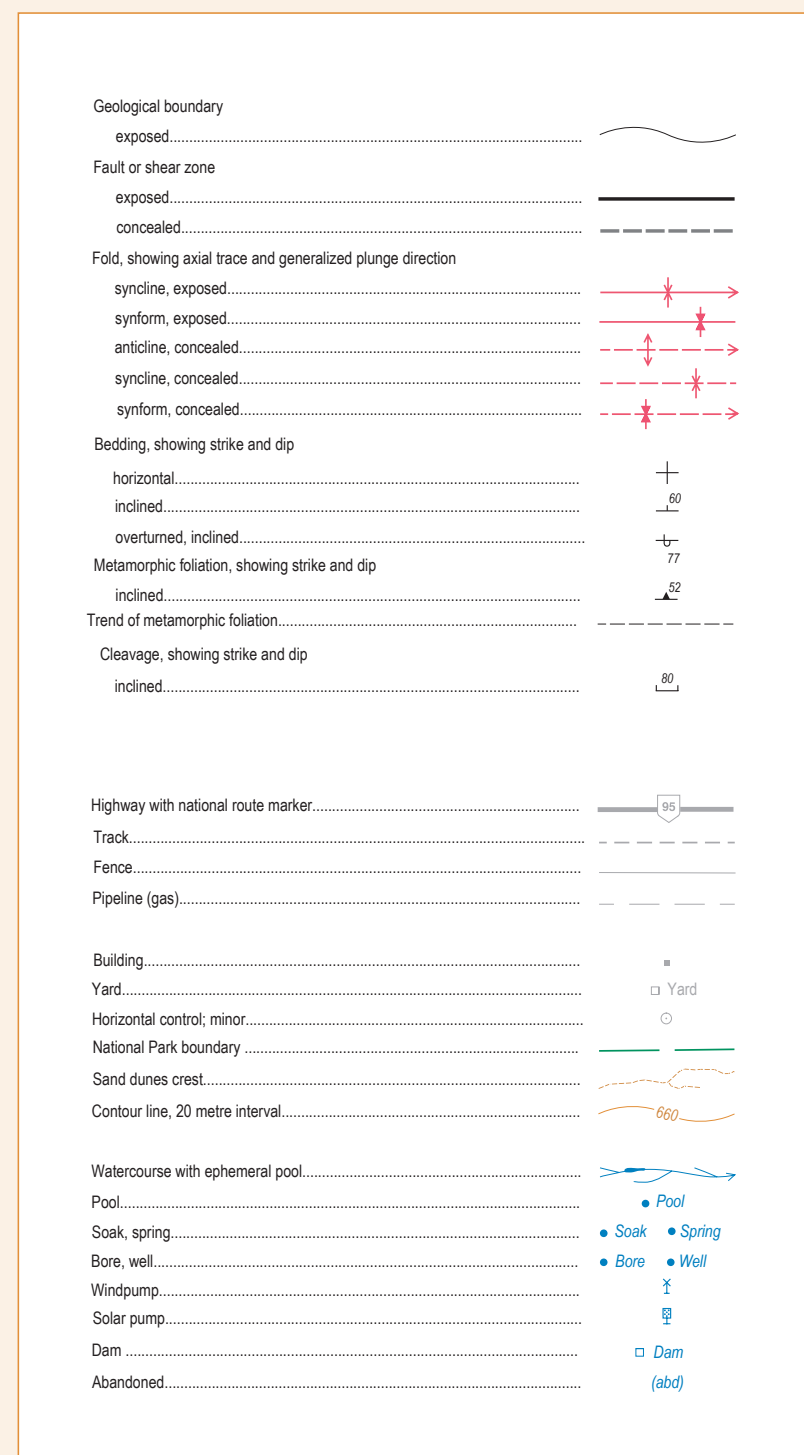 Geological boundary
exposed
Fault or shear zone
exposed
concealed
Fold, showing axial trace and generalized plunge direction
syncline, exposed
synform, exposed
anticline, concealed
syncline, concealed
synform, concealed
Bedding, showing strike and dip
horizontal
inclined 60
overturned, inclined
77
Metamorphic foliation, showing strike and dip
inclined 52
Trend of metamorphic foliation
Cleavage, showing strike and dip
inclined 80
Highway with national route marker 95
Track
Fence
Pipeline (gas)
Building
Yard Yard
Horizontal control; minor
National Park boundary
Sand dunes crest
Contour line, 20 metre interval 660
Watercourse with ephemeral pool
Pool Pool
Soak, spring Soak Spring
Bore, well Bore Well
Windpump
Solar pump
Dam Dam
Abandoned (abd)